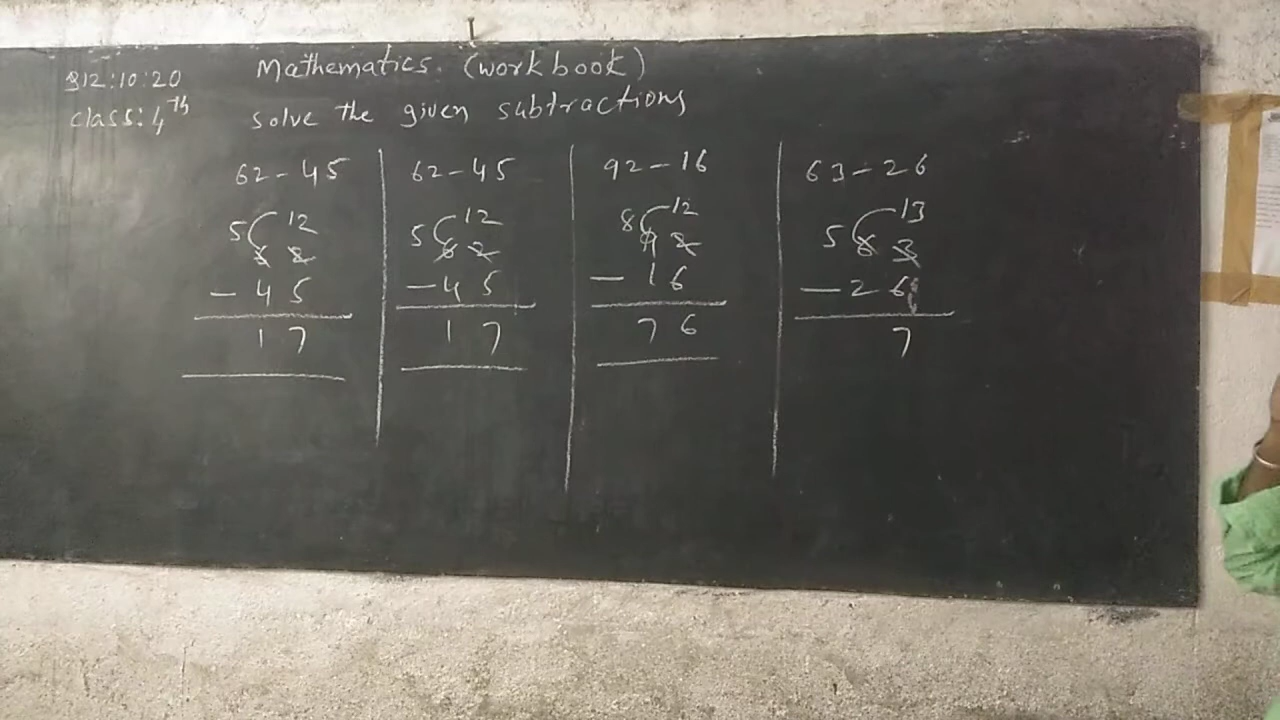 312:10:20
Mathematics. (workbook)
class: 4th
solve the given subtractions
62-45
5 12
6 2
- 4 5
1 7
62-45
5 12
6 2
- 4 5
1 7
92-16
8 12
9 2
- 1 6
7 6
63-26
5 13
6 3
- 2 6
7